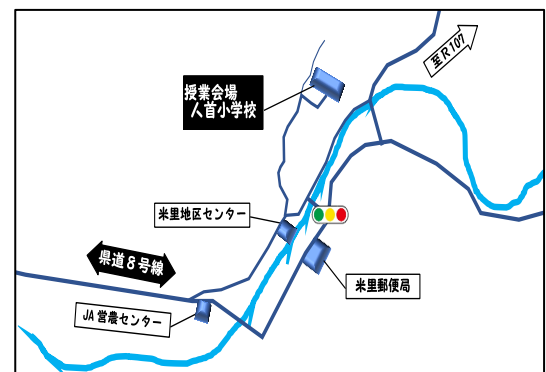 至R107
授業会場
人首小学校
米里地区センター
県道8号線
米里郵便局
JA営農センター